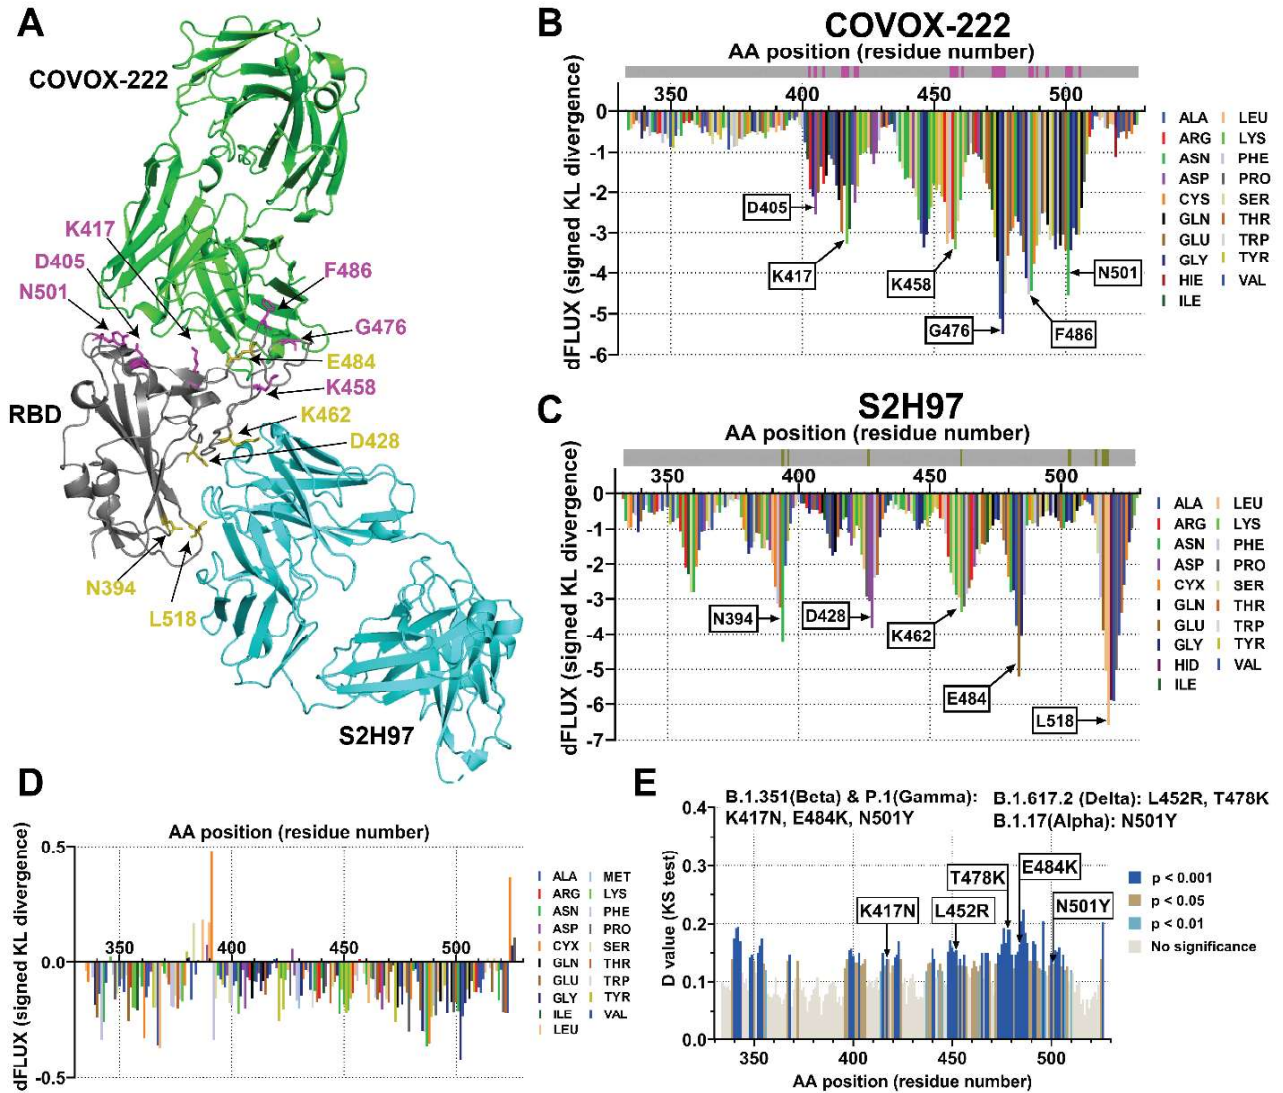 A
COVOX-222
K417
D405
N501
F486
G476
E484
K458
RBD
K462
D428
N394
L518
S2H97
B
COVOX-222
AA position (residue number)
350 400 450 500
dFLUX (signed KL divergence)
0
-1
-2
-3
-4
-5
-6
D405
K417
K458
G476
F486
N501
ALA LEU
ARG LYS
ASN PHE
ASP PRO
CYS SER
GLN THR
GLU TRP
GLY TYR
HIE VAL
ILE
C
S2H97
AA position (residue number)
350 400 450 500
dFLUX (signed KL divergence)
0
-1
-2
-3
-4
-5
-6
-7
N394
D428
K462
E484
L518
ALA LEU
ARG LYS
ASN PHE
ASP PRO
CYX SER
GLN THR
GLU TRP
GLY TYR
HID VAL
ILE
D
AA position (residue number)
dFLUX (signed KL divergence)
0.5
350 400 450 500
0.0
-0.5
ALA MET
ARG LYS
ASN PHE
ASP PRO
CYX SER
GLN THR
GLU TRP
GLY TYR
ILE VAL
LEU
E
B.1.351(Beta) & P.1(Gamma):
K417N, E484K, N501Y
B.1.617.2 (Delta): L452R, T478K
B.1.17(Alpha): N501Y
D value (KS test)
0.4
0.3
0.2
0.1
0.0
K417N
L452R
T478K
E484K
N501Y
p < 0.001
p < 0.05
p < 0.01
No significance
350 400 450 500
AA position (residue number)